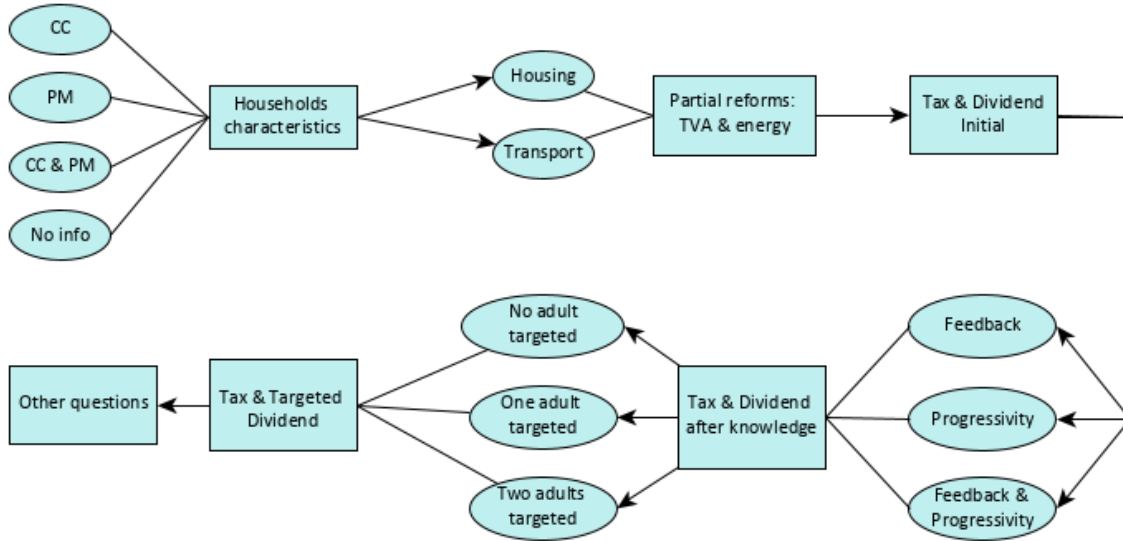 CC
PM
CC & PM
No info
Households
characteristics
Housing
Transport
Partial reforms:
TVA & energy
Tax & Dividend
Initial
Feedback
Progressivity
Feedback &
Progressivity
Tax & Dividend
after knowledge
No adult
targeted
One adult
targeted
Two adults
targeted
Tax & Targeted
Dividend
Other questions